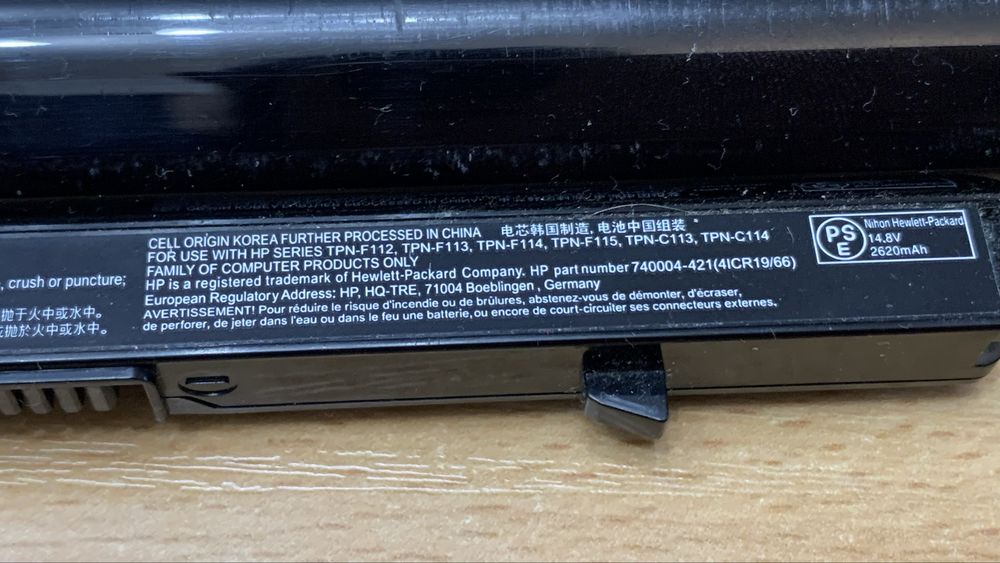 , crush or puncture;
抛于火中或水中。
或拋於火中或水中。
CELL ORIGIN KOREA FURTHER PROCESSED IN CHINA 电芯韩国制造, 电池中国组装
FOR USE WITH HP SERIES TPN-F112, TPN-F113, TPN-F114, TPN-F115, TPN-C113, TPN-C114
FAMILY OF COMPUTER PRODUCTS ONLY
HP is a registered trademark of Hewlett-Packard Company. HP part number 740004-421(4ICR19/66)
European Regulatory Address: HP, HQ-TRE, 71004 Boeblingen, Germany
AVERTISSEMENT! Pour réduire le risque d'incendie ou de brûlures, abstenez-vous de démonter, d'écraser,
de perforer, de jeter dans l'eau ou dans le feu une batterie, ou encore de court-circuiter ses connecteurs externes.
PS
E
Nihon Hewlett-Packard
14.8V
2620mAh